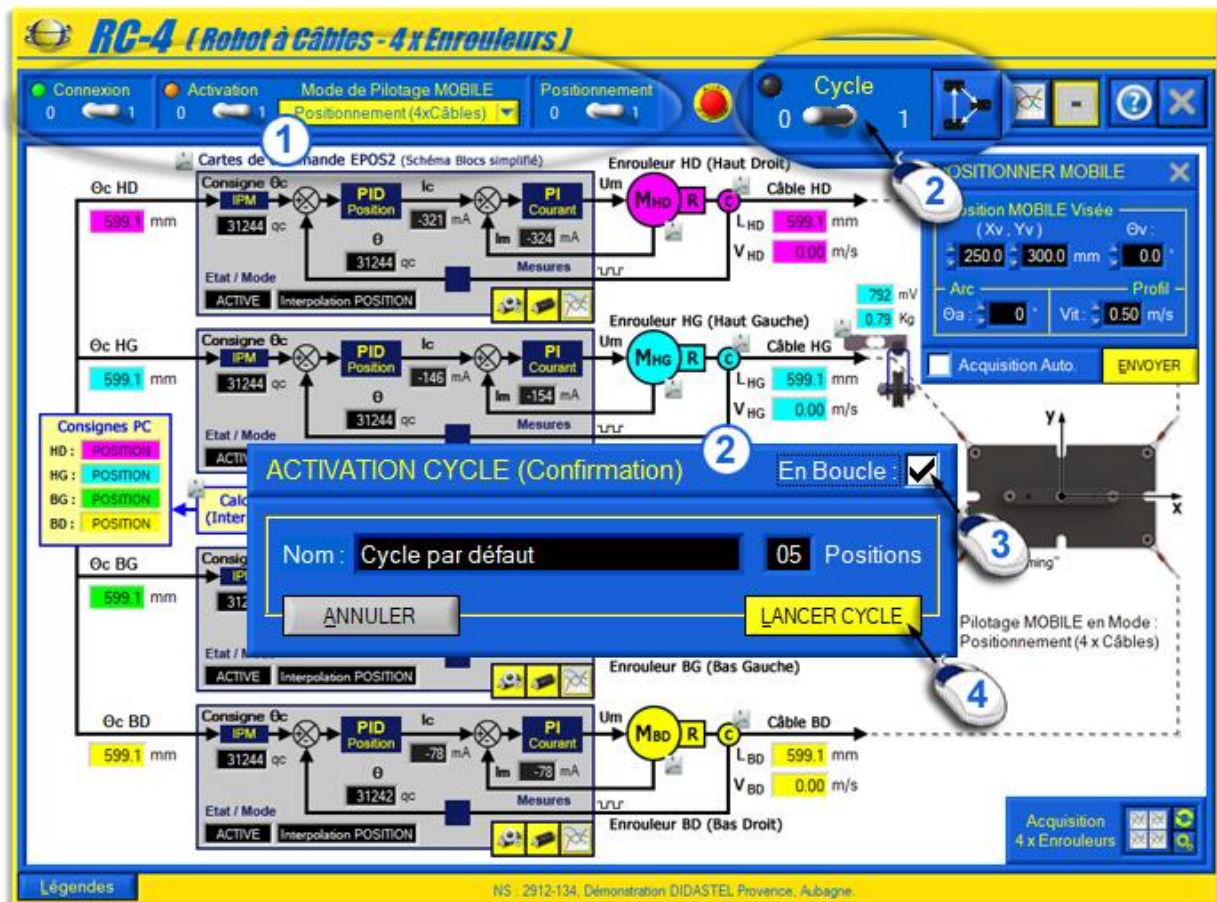 RC-4 ( Robot à Câbles - 4 x Enrouleurs )
Connexion
0 1
Activation
0 1
Mode de Pilotage MOBILE
Positionnement (4xCâbles)
Positionnement
0 1
Cycle
0 1
1
2
Cartes de
EPOS2 (Schéma Blocs simplifié)
Enrouleur HD (Haut Droit)
Θc HD
599.1 mm
Consigne Θc
IPM
31244 qc
PID
Position
Ic
-321 mA
PI
Courant
Im -324 mA
Um
MHD
R
C
Câble HD
LHD 599.1 mm
VHD 0.00 m/s
Θ
31244 qc
Mesures
Etat / Mode
ACTIVE Interpolation POSITION
POSITIONNER MOBILE
Position MOBILE Visée
( Xv , Yv ) Θv :
250.0 300.0 mm 0.0 °
Arc
Profil
Θa : 0 °
Vit : 0.50 m/s
Acquisition Auto.
ENVOYER
792 mV
0.79 Kg
Enrouleur HG (Haut Gauche)
Θc HG
599.1 mm
Consigne Θc
IPM
31244 qc
PID
Position
Ic
-146 mA
PI
Courant
Im -154 mA
Um
MHG
R
C
Câble HG
LHG 599.1 mm
VHG 0.00 m/s
Θ
31244 qc
Mesures
Etat / Mode
Consignes PC
HD : POSITION
HG : POSITION
BG : POSITION
BD : POSITION
2
ACTIVATION CYCLE (Confirmation)
En Boucle :
3
Nom : Cycle par défaut
05 Positions
ANNULER
LANCER CYCLE
4
y
x
Pilotage MOBILE en Mode :
Positionnement (4 x Câbles)
Θc BG
599.1 mm
ACTIVE Interpolation POSITION
Enrouleur BG (Bas Gauche)
Θc BD
599.1 mm
Consigne Θc
IPM
31244 qc
PID
Position
Ic
-78 mA
PI
Courant
Im -78 mA
Um
MBD
R
C
Câble BD
LBD 599.1 mm
VBD 0.00 m/s
Θ
31242 qc
Mesures
Etat / Mode
ACTIVE Interpolation POSITION
Enrouleur BD (Bas Droit)
Acquisition
4 x Enrouleurs
Légendes
NS : 2912-134, Démonstration DIDASTEL Provence, Aubagne.